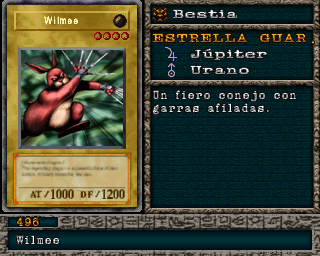 Wilmee
AT/1000 DF/1200
Bestia
ESTRELLA GUAR.
Júpiter
Urano
Un fiero conejo con
garras afiladas.
496
Wilmee